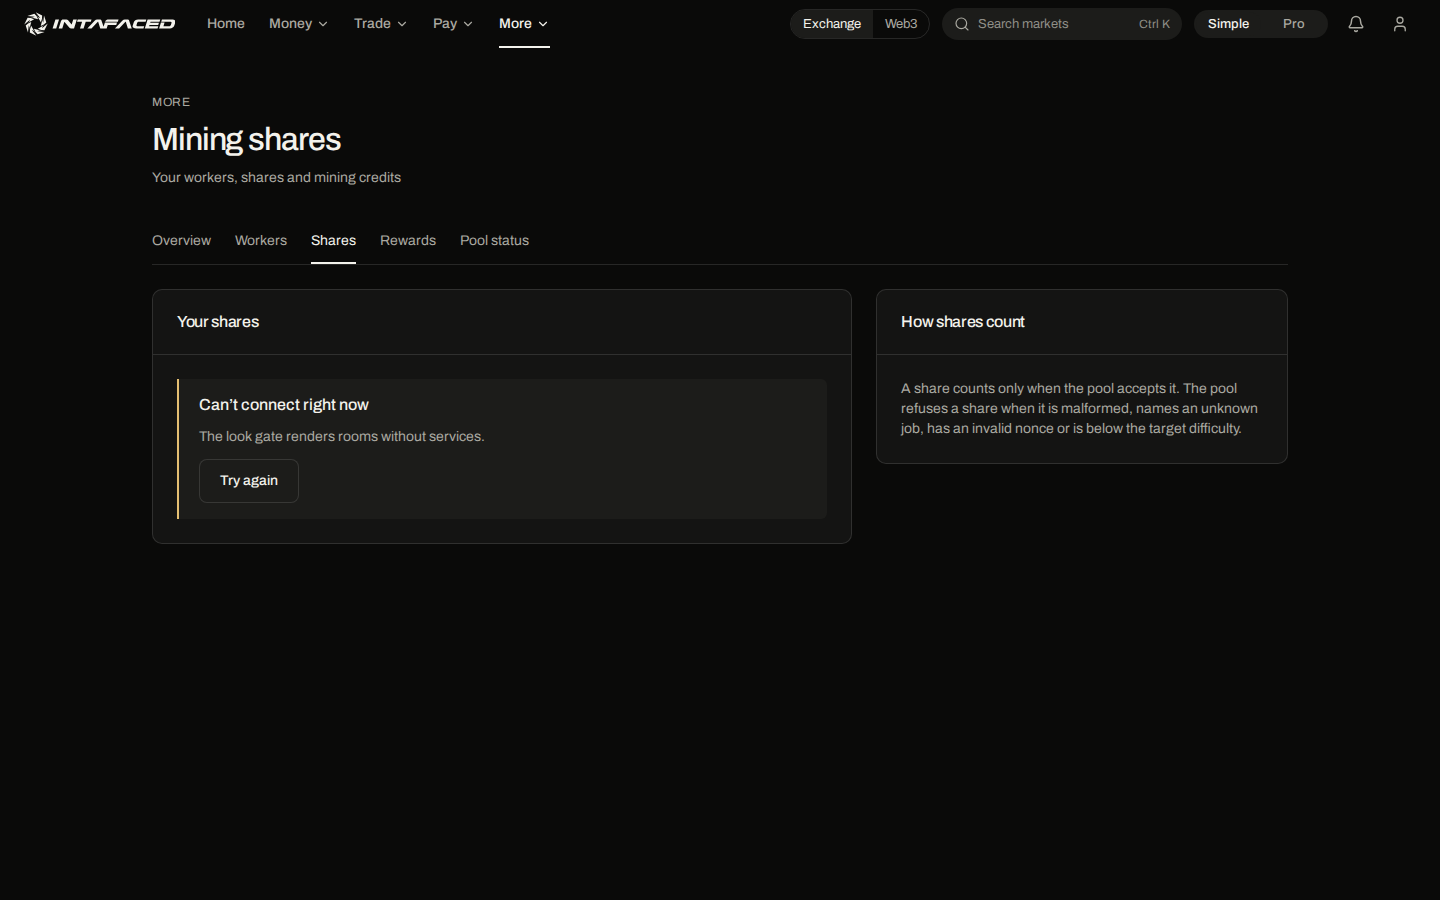 INTAFACED
Home
Money
Trade
Pay
More
Exchange
Web3
Search markets
Ctrl K
Simple
Pro
MORE
Mining shares
Your workers, shares and mining credits
Overview
Workers
Shares
Rewards
Pool status
Your shares
Can’t connect right now
The look gate renders rooms without services.
Try again
How shares count
A share counts only when the pool accepts it. The pool
refuses a share when it is malformed, names an unknown
job, has an invalid nonce or is below the target difficulty.